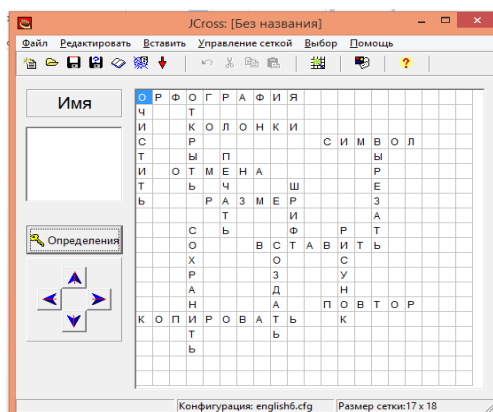 JCross: [Без названия]
Файл Редактировать Вставить Управление сеткой Выбор Помощь
Имя
Определения
О Р Ф О Г Р А Ф И Я
Ч Т
И К О Л О Н К И
С Р С И М В О Л
Т Ы П Ы
И О Т М Е Н А Р
Т Ь Ч Ш Е
Ь Р А З М Е Р З
Т И А
С Ь Ф Р Т
О В С Т А В И Т Ь
Х О С
Р З У
А Д Н
Н А П О В Т О Р
К О П И Р О В А Т Ь К
Т Ь
Ь
Конфигурация: english6.cfg Размер сетки:17 x 18